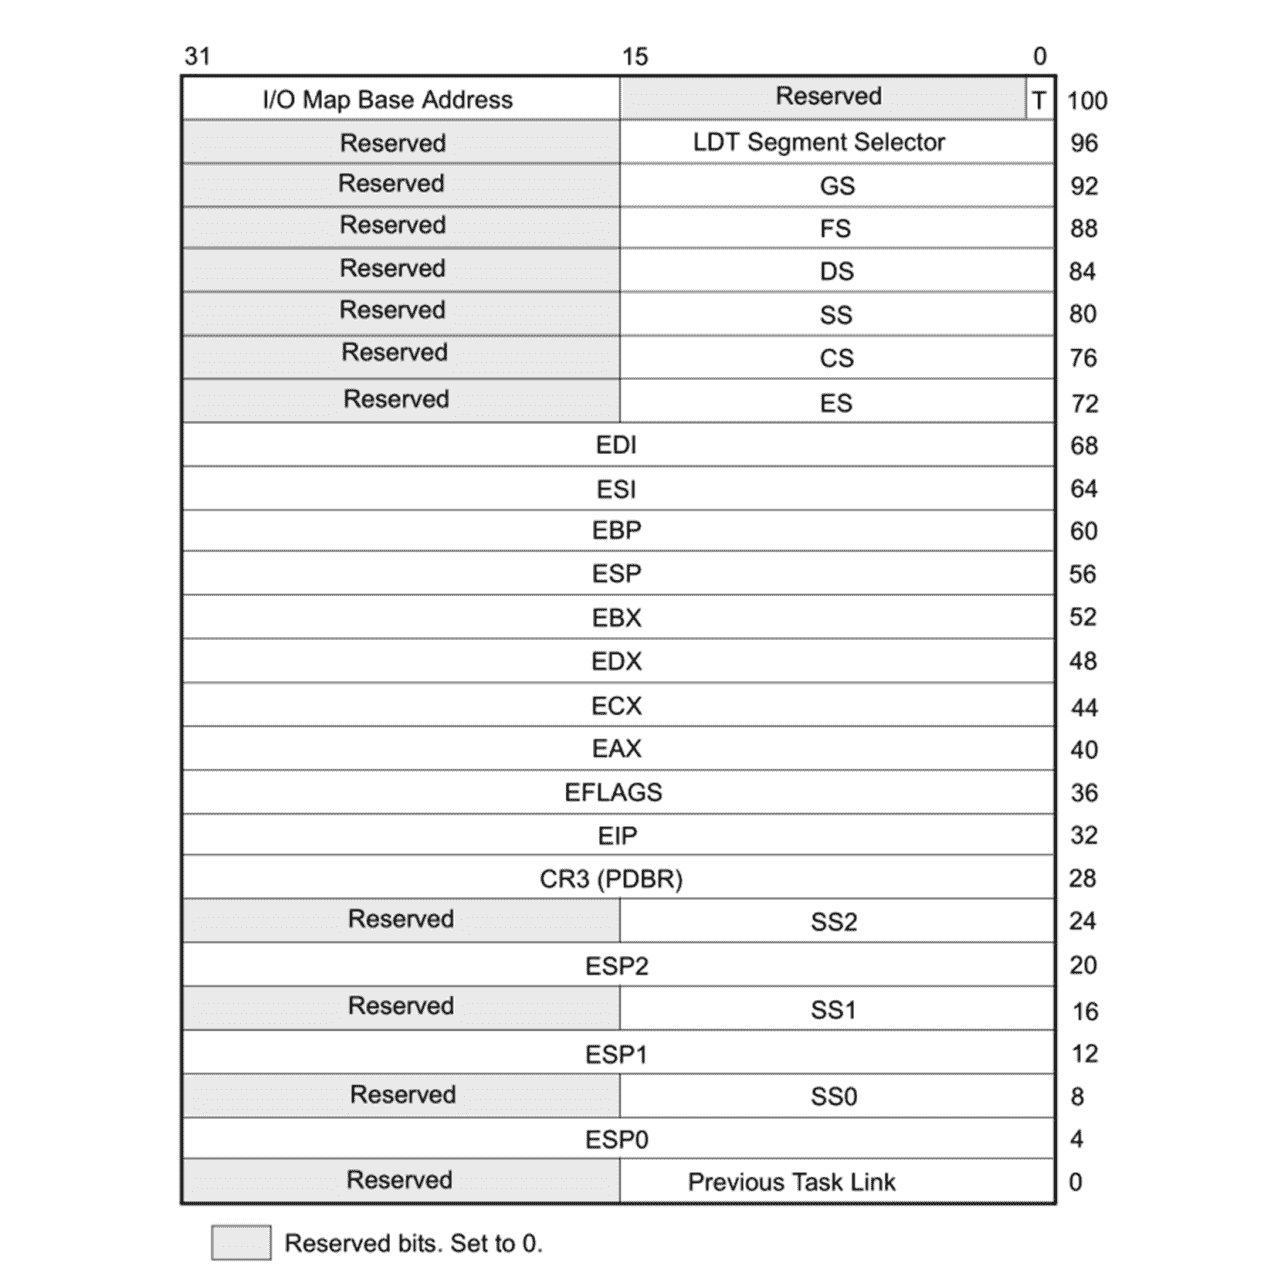 31 15 0
I/O Map Base Address Reserved T 100
Reserved LDT Segment Selector 96
Reserved GS 92
Reserved FS 88
Reserved DS 84
Reserved SS 80
Reserved CS 76
Reserved ES 72
EDI 68
ESI 64
EBP 60
ESP 56
EBX 52
EDX 48
ECX 44
EAX 40
EFLAGS 36
EIP 32
CR3 (PDBR) 28
Reserved SS2 24
ESP2 20
Reserved SS1 16
ESP1 12
Reserved SS0 8
ESP0 4
Reserved Previous Task Link 0
Reserved bits. Set to 0.